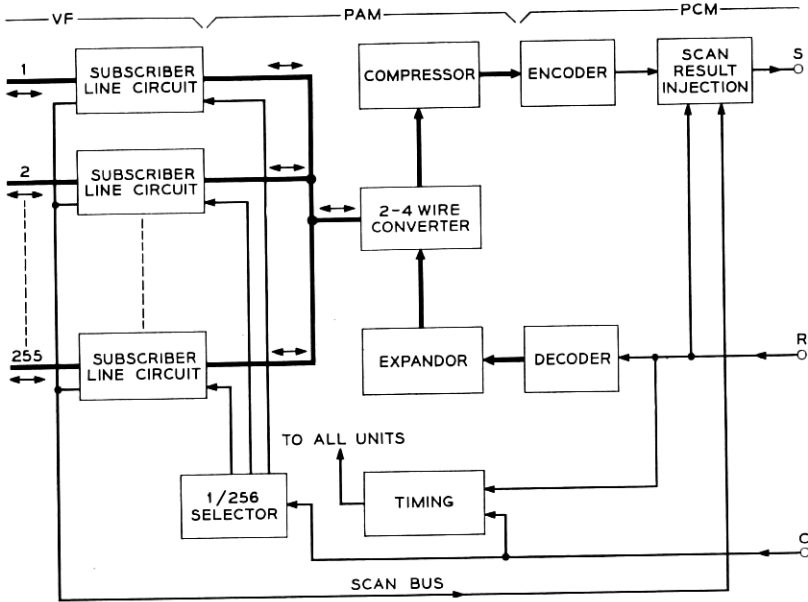 VF
PAM
PCM
1
SUBSCRIBER
LINE CIRCUIT
COMPRESSOR
ENCODER
SCAN
RESULT
INJECTION
S
2
SUBSCRIBER
LINE CIRCUIT
2-4 WIRE
CONVERTER
255
SUBSCRIBER
LINE CIRCUIT
EXPANDOR
DECODER
R
TO ALL UNITS
1/256
SELECTOR
TIMING
C
SCAN BUS